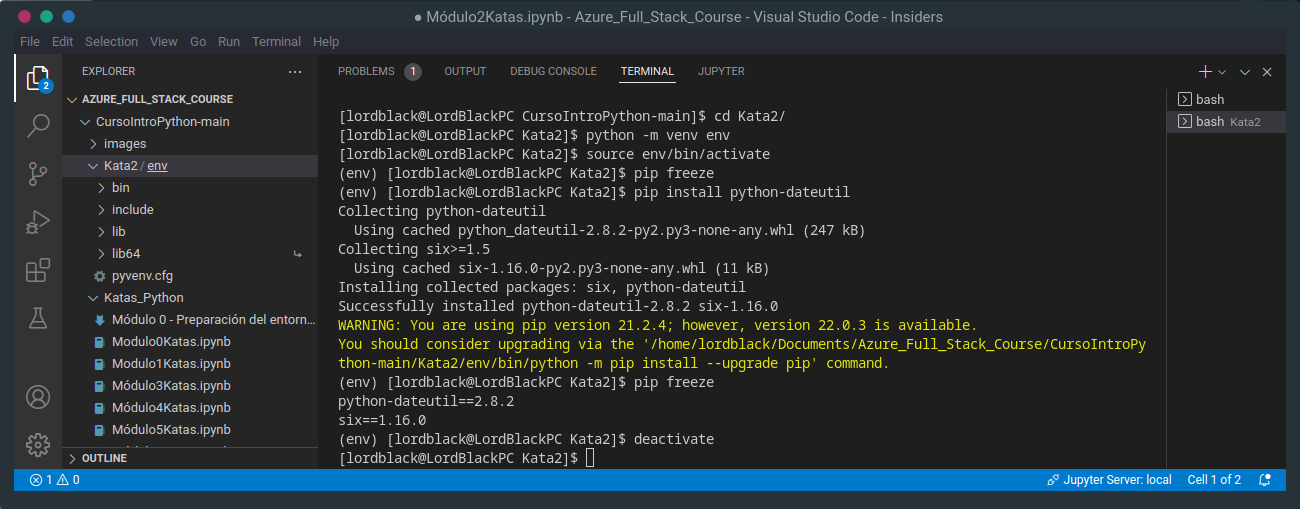 ● Módulo2Katas.ipynb - Azure_Full_Stack_Course - Visual Studio Code - Insiders
File Edit Selection View Go Run Terminal Help
EXPLORER ...
2
AZURE_FULL_STACK_COURSE
CursoIntroPython-main
images
Kata2 / env
bin
include
lib
lib64
pyvenv.cfg
Katas_Python
Módulo 0 - Preparación del entorn...
Modulo0Katas.ipynb
Módulo1Katas.ipynb
Módulo3Katas.ipynb
Módulo4Katas.ipynb
Módulo5Katas.ipynb
OUTLINE
PROBLEMS 1 OUTPUT DEBUG CONSOLE TERMINAL JUPYTER
[lordblack@LordBlackPC CursoIntroPython-main]$ cd Kata2/
[lordblack@LordBlackPC Kata2]$ python -m venv env
[lordblack@LordBlackPC Kata2]$ source env/bin/activate
(env) [lordblack@LordBlackPC Kata2]$ pip freeze
(env) [lordblack@LordBlackPC Kata2]$ pip install python-dateutil
Collecting python-dateutil
  Using cached python_dateutil-2.8.2-py2.py3-none-any.whl (247 kB)
Collecting six>=1.5
  Using cached six-1.16.0-py2.py3-none-any.whl (11 kB)
Installing collected packages: six, python-dateutil
Successfully installed python-dateutil-2.8.2 six-1.16.0
WARNING: You are using pip version 21.2.4; however, version 22.0.3 is available.
You should consider upgrading via the '/home/lordblack/Documents/Azure_Full_Stack_Course/CursoIntroPy
thon-main/Kata2/env/bin/python -m pip install --upgrade pip' command.
(env) [lordblack@LordBlackPC Kata2]$ pip freeze
python-dateutil==2.8.2
six==1.16.0
(env) [lordblack@LordBlackPC Kata2]$ deactivate
[lordblack@LordBlackPC Kata2]$
bash
bash Kata2
1 0
Jupyter Server: local Cell 1 of 2